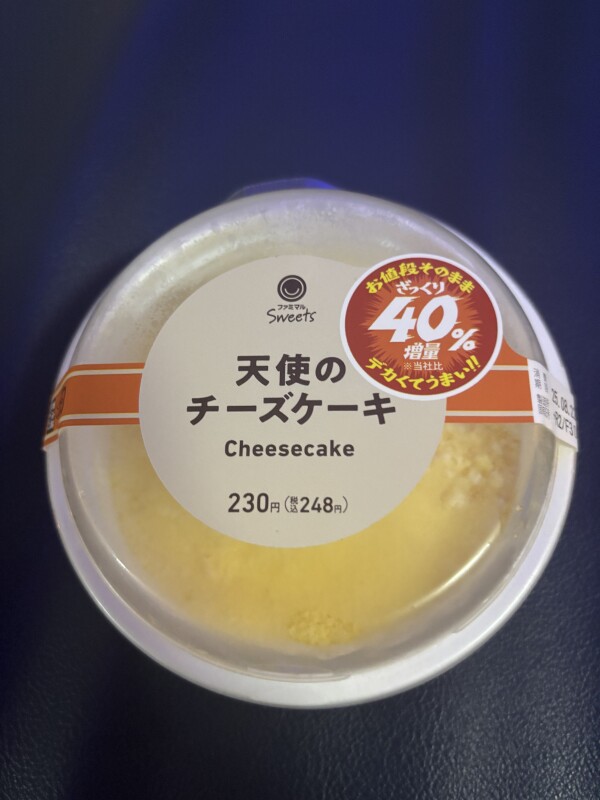 ファミマル
Sweets
天使の
チーズケーキ
Cheesecake
230円(税込248円)
お値段そのまま
ざっくり
40%
増量
※当社比
デカくてうまい!!
25.08.